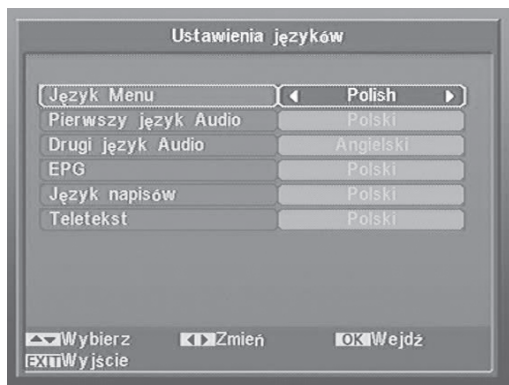 Ustawienia języków
Język Menu Polish
Pierwszy język Audio Polski
Drugi język Audio Angielski
EPG Polski
Język napisów Polski
Teletekst Polski
Wybierz Zmień OK Wejdź
EXIT Wyjście